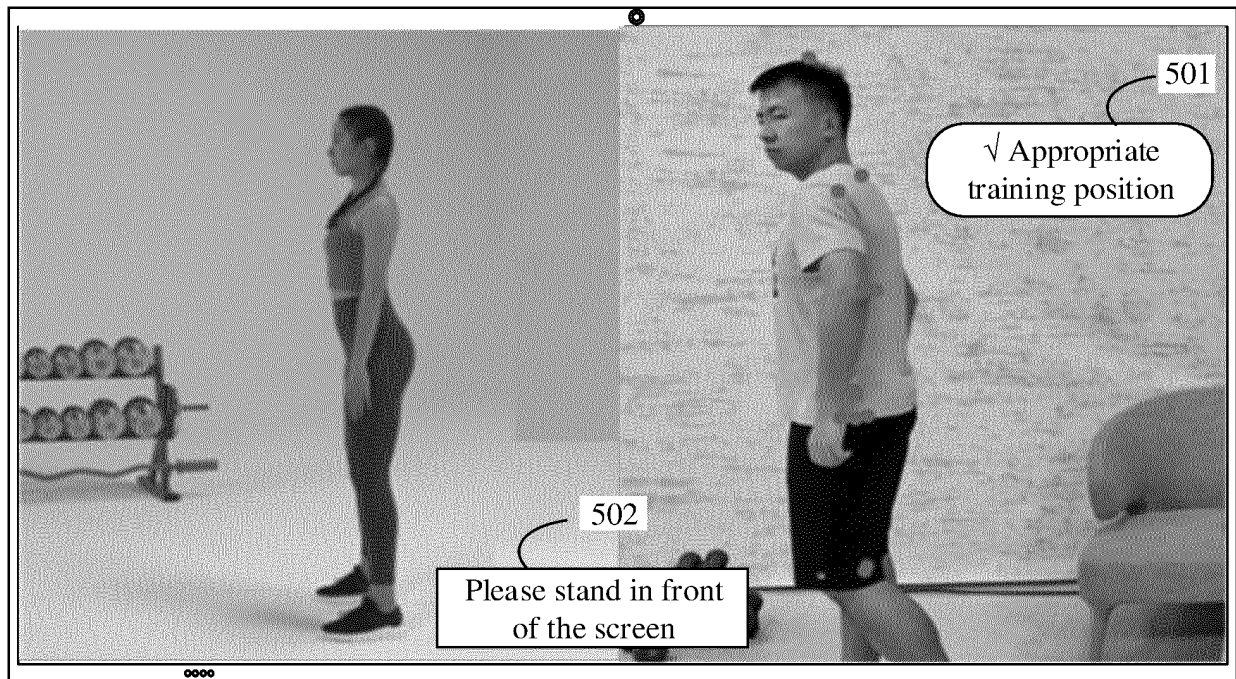 501
√ Appropriate
training position
502
Please stand in front
of the screen